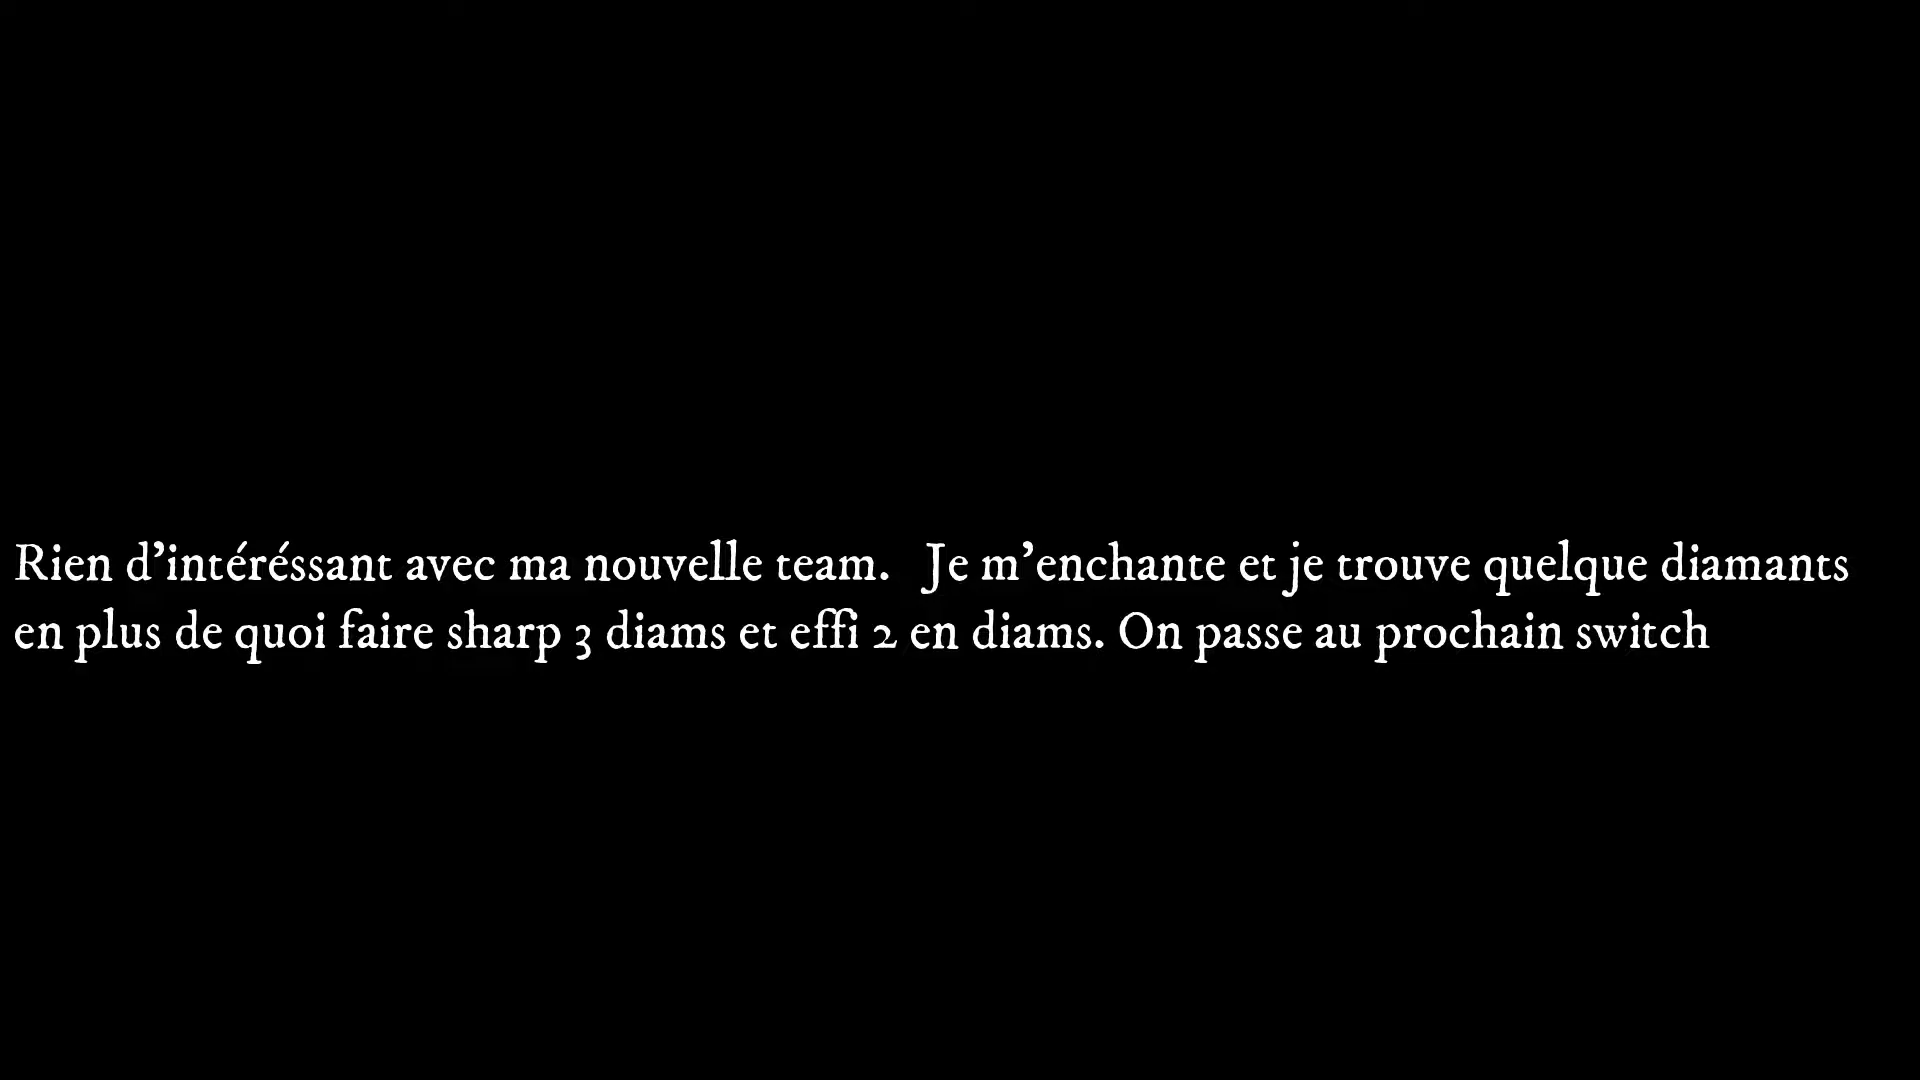 Rien d'intéréssant avec ma nouvelle team.   Je m'enchante et je trouve quelque diamants
en plus de quoi faire sharp 3 diams et effi 2 en diams. On passe au prochain switch